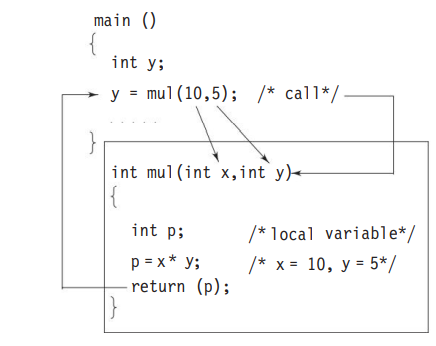 main ()
{
int y;
y = mul(10,5); /* call*/
. . . . .
}
int mul(int x,int y)
{
int p; /*local variable*/
p=x* y; /* x = 10, y = 5*/
return (p);
}